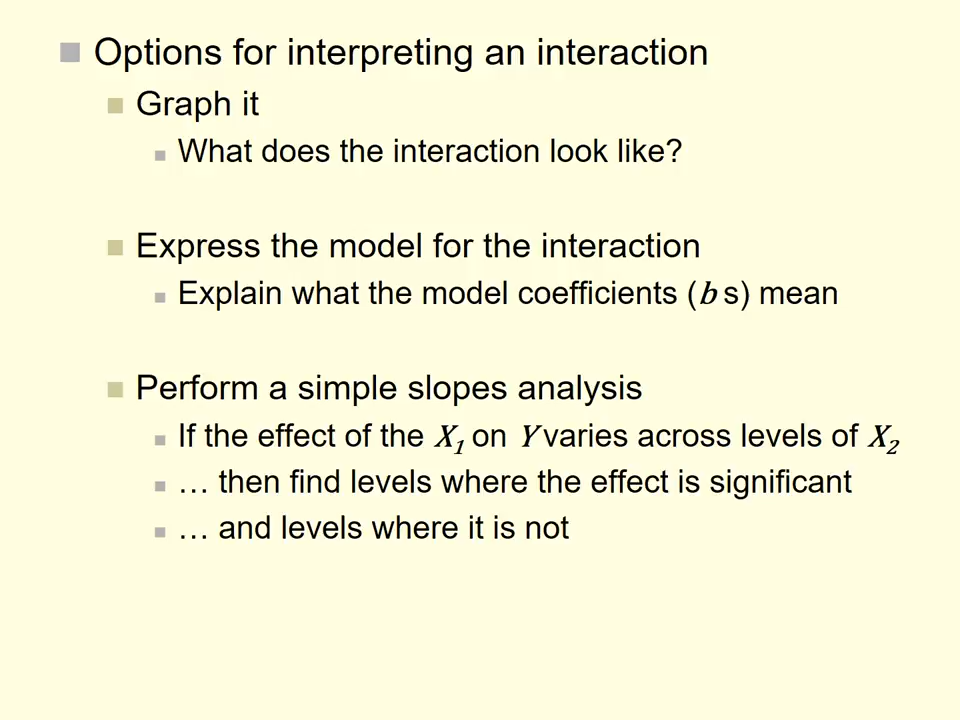 Options for interpreting an interaction
Graph it
What does the interaction look like?
Express the model for the interaction
Explain what the model coefficients (b s) mean
Perform a simple slopes analysis
If the effect of the X1 on Y varies across levels of X2
… then find levels where the effect is significant
… and levels where it is not